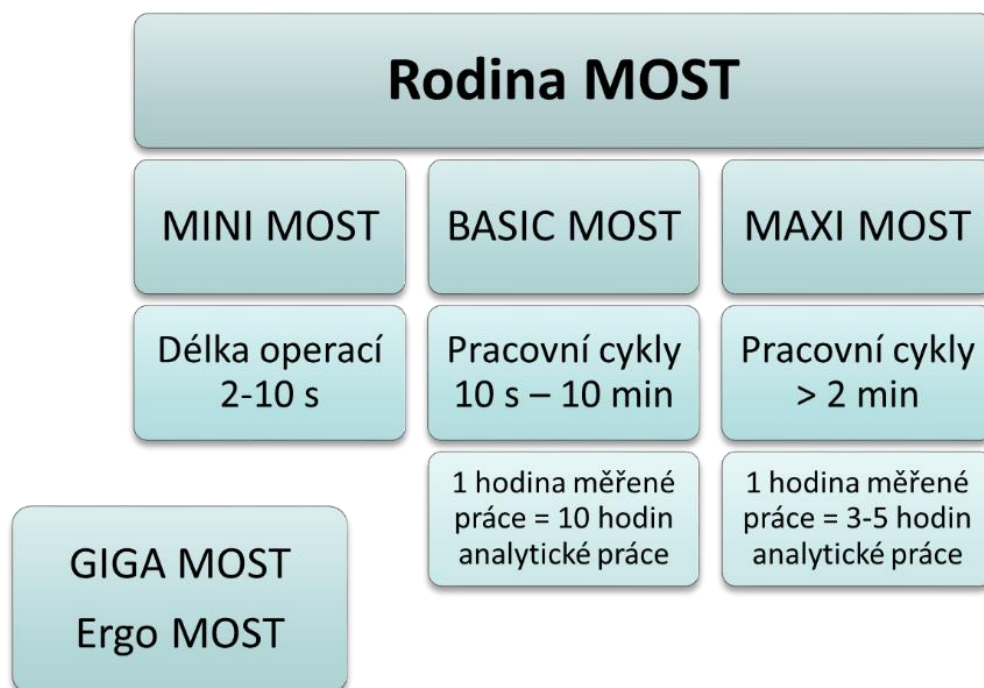 Rodina MOST
MINI MOST
BASIC MOST
MAXI MOST
Délka operací
2-10 s
Pracovní cykly
10 s – 10 min
Pracovní cykly
> 2 min
1 hodina měřené
práce = 10 hodin
analytické práce
1 hodina měřené
práce = 3-5 hodin
analytické práce
GIGA MOST
Ergo MOST